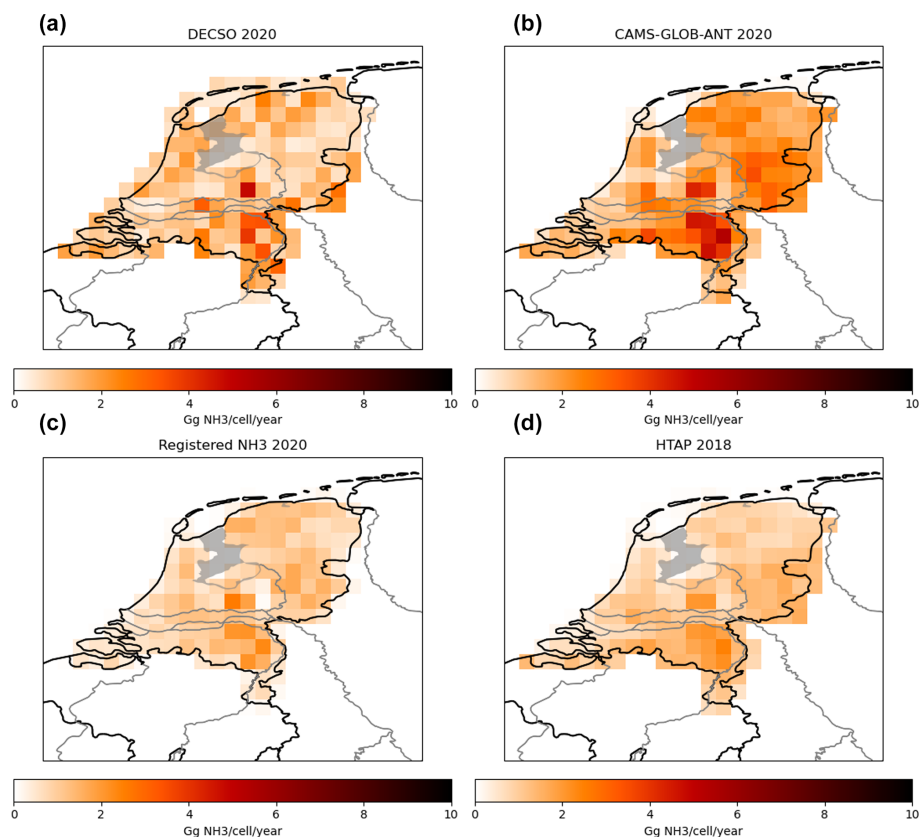 (a)
DECSO 2020
0 2 4 6 8 10
Gg NH3/cell/year
(b)
CAMS-GLOB-ANT 2020
0 2 4 6 8 10
Gg NH3/cell/year
(c)
Registered NH3 2020
0 2 4 6 8 10
Gg NH3/cell/year
(d)
HTAP 2018
0 2 4 6 8 10
Gg NH3/cell/year